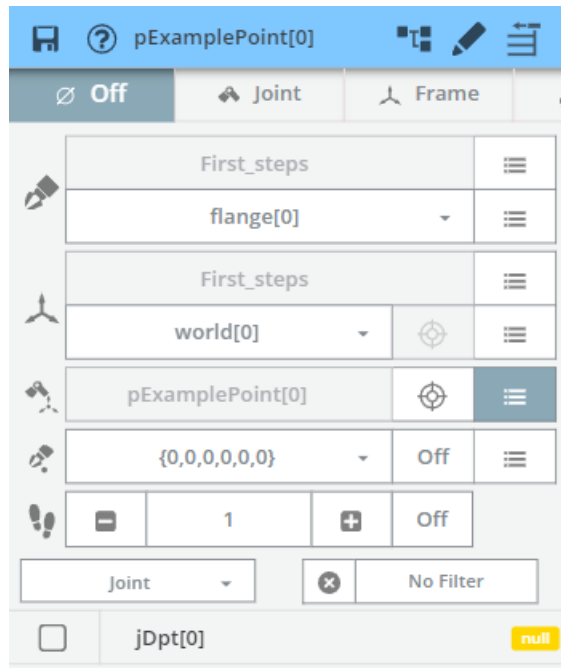 pExamplePoint[0]
Off Joint Frame
First_steps
flange[0]
First_steps
world[0]
pExamplePoint[0]
{0,0,0,0,0,0} Off
1 Off
Joint No Filter
jDpt[0] null